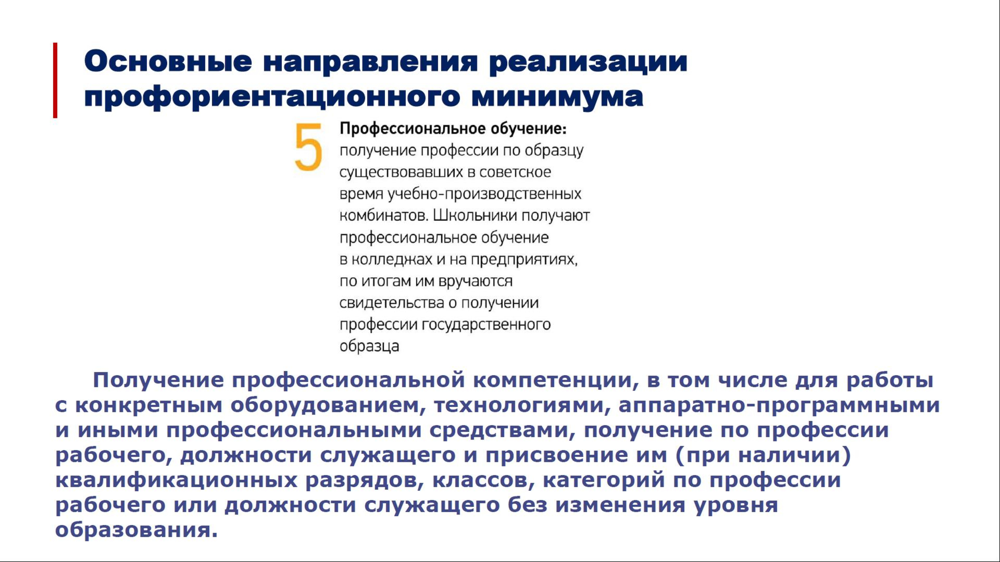 Основные направления реализации
профориентационного минимума
5
Профессиональное обучение:
получение профессии по образцу
существовавших в советское
время учебно-производственных
комбинатов. Школьники получают
профессиональное обучение
в колледжах и на предприятиях,
по итогам им вручаются
свидетельства о получении
профессии государственного
образца
Получение профессиональной компетенции, в том числе для работы
с конкретным оборудованием, технологиями, аппаратно-программными
и иными профессиональными средствами, получение по профессии
рабочего, должности служащего и присвоение им (при наличии)
квалификационных разрядов, классов, категорий по профессии
рабочего или должности служащего без изменения уровня
образования.